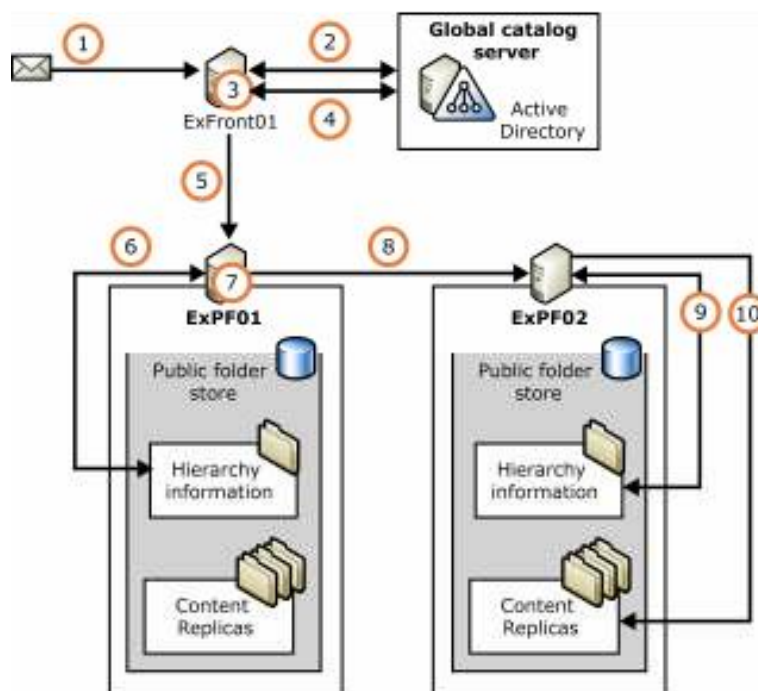 1
2
Global catalog
server
3
4
ExFront01
Active
Directory
5
6
7
8
9
10
ExPF01
ExPF02
Public folder
store
Public folder
store
Hierarchy
information
Hierarchy
information
Content
Replicas
Content
Replicas